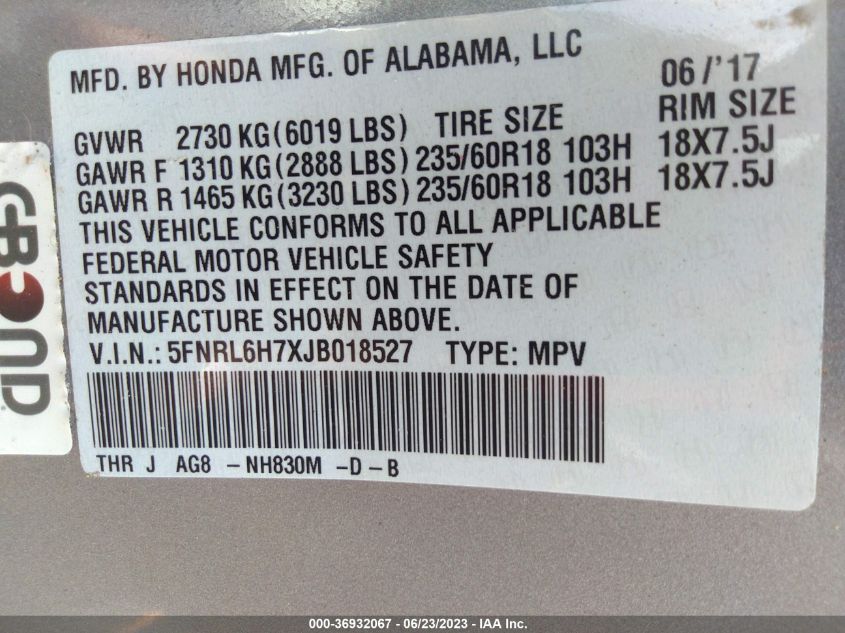 MFD. BY HONDA MFG. OF ALABAMA, LLC 06/'17
GVWR 2730 KG(6019 LBS) TIRE SIZE RIM SIZE
GAWR F 1310 KG(2888 LBS) 235/60R18 103H 18X7.5J
GAWR R 1465 KG(3230 LBS) 235/60R18 103H 18X7.5J
THIS VEHICLE CONFORMS TO ALL APPLICABLE
FEDERAL MOTOR VEHICLE SAFETY
STANDARDS IN EFFECT ON THE DATE OF
MANUFACTURE SHOWN ABOVE.
V.I.N.: 5FNRL6H7XJB018527 TYPE: MPV
THR J AG8 -NH830M -D-B
000-36932067 - 06/23/2023 - IAA Inc.